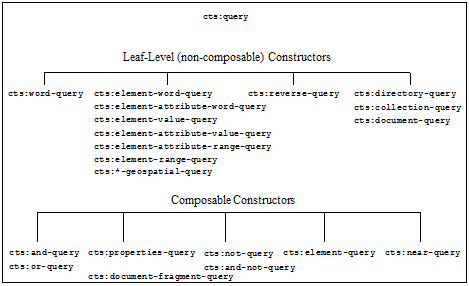 cts:query
Leaf-Level (non-composable) Constructors
cts:word-query cts:element-word-query cts:reverse-query cts:directory-query
cts:element-attribute-word-query cts:collection-query
cts:element-value-query cts:document-query
cts:element-attribute-value-query
cts:element-attribute-range-query
cts:element-range-query
cts:*-geospatial-query
Composable Constructors
cts:and-query cts:properties-query cts:not-query cts:element-query cts:near-query
cts:or-query cts:and-not-query
cts:document-fragment-query